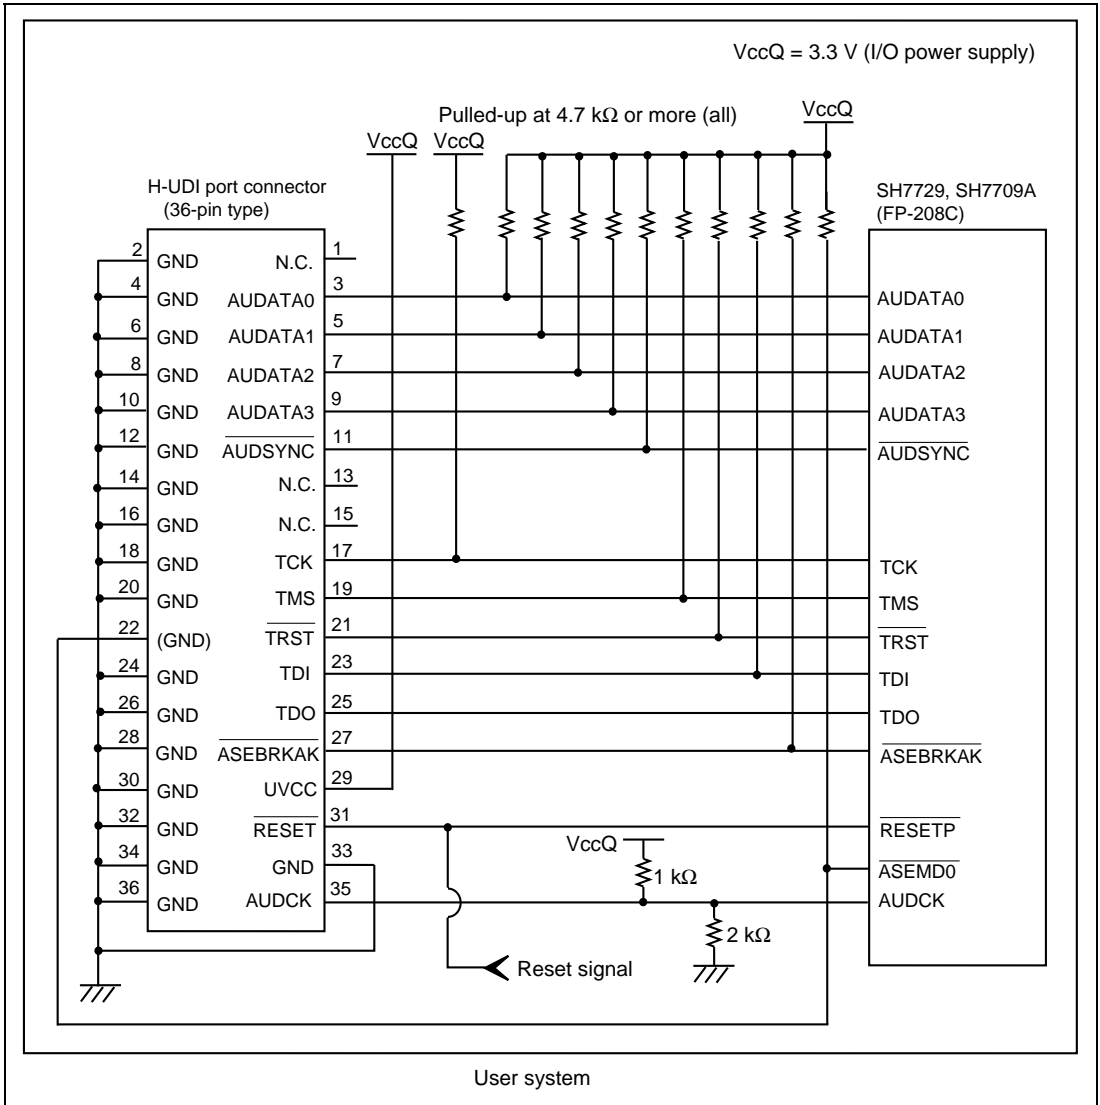 VccQ = 3.3 V (I/O power supply)
Pulled-up at 4.7 kΩ or more (all)
VccQ
VccQ
VccQ
H-UDI port connector
(36-pin type)
SH7729, SH7709A
(FP-208C)
2 GND N.C. 1
4 GND AUDATA0 3 AUDATA0
6 GND AUDATA1 5 AUDATA1
8 GND AUDATA2 7 AUDATA2
10 GND AUDATA3 9 AUDATA3
12 GND AUDSYNC 11 AUDSYNC
14 GND N.C. 13
16 GND N.C. 15
18 GND TCK 17 TCK
20 GND TMS 19 TMS
22 (GND) TRST 21 TRST
24 GND TDI 23 TDI
26 GND TDO 25 TDO
28 GND ASEBRKAK 27 ASEBRKAK
30 GND UVCC 29
32 GND RESET 31 RESETP
VccQ
34 GND GND 33 ASEMD0
1 kΩ
36 GND AUDCK 35 AUDCK
2 kΩ
Reset signal
User system